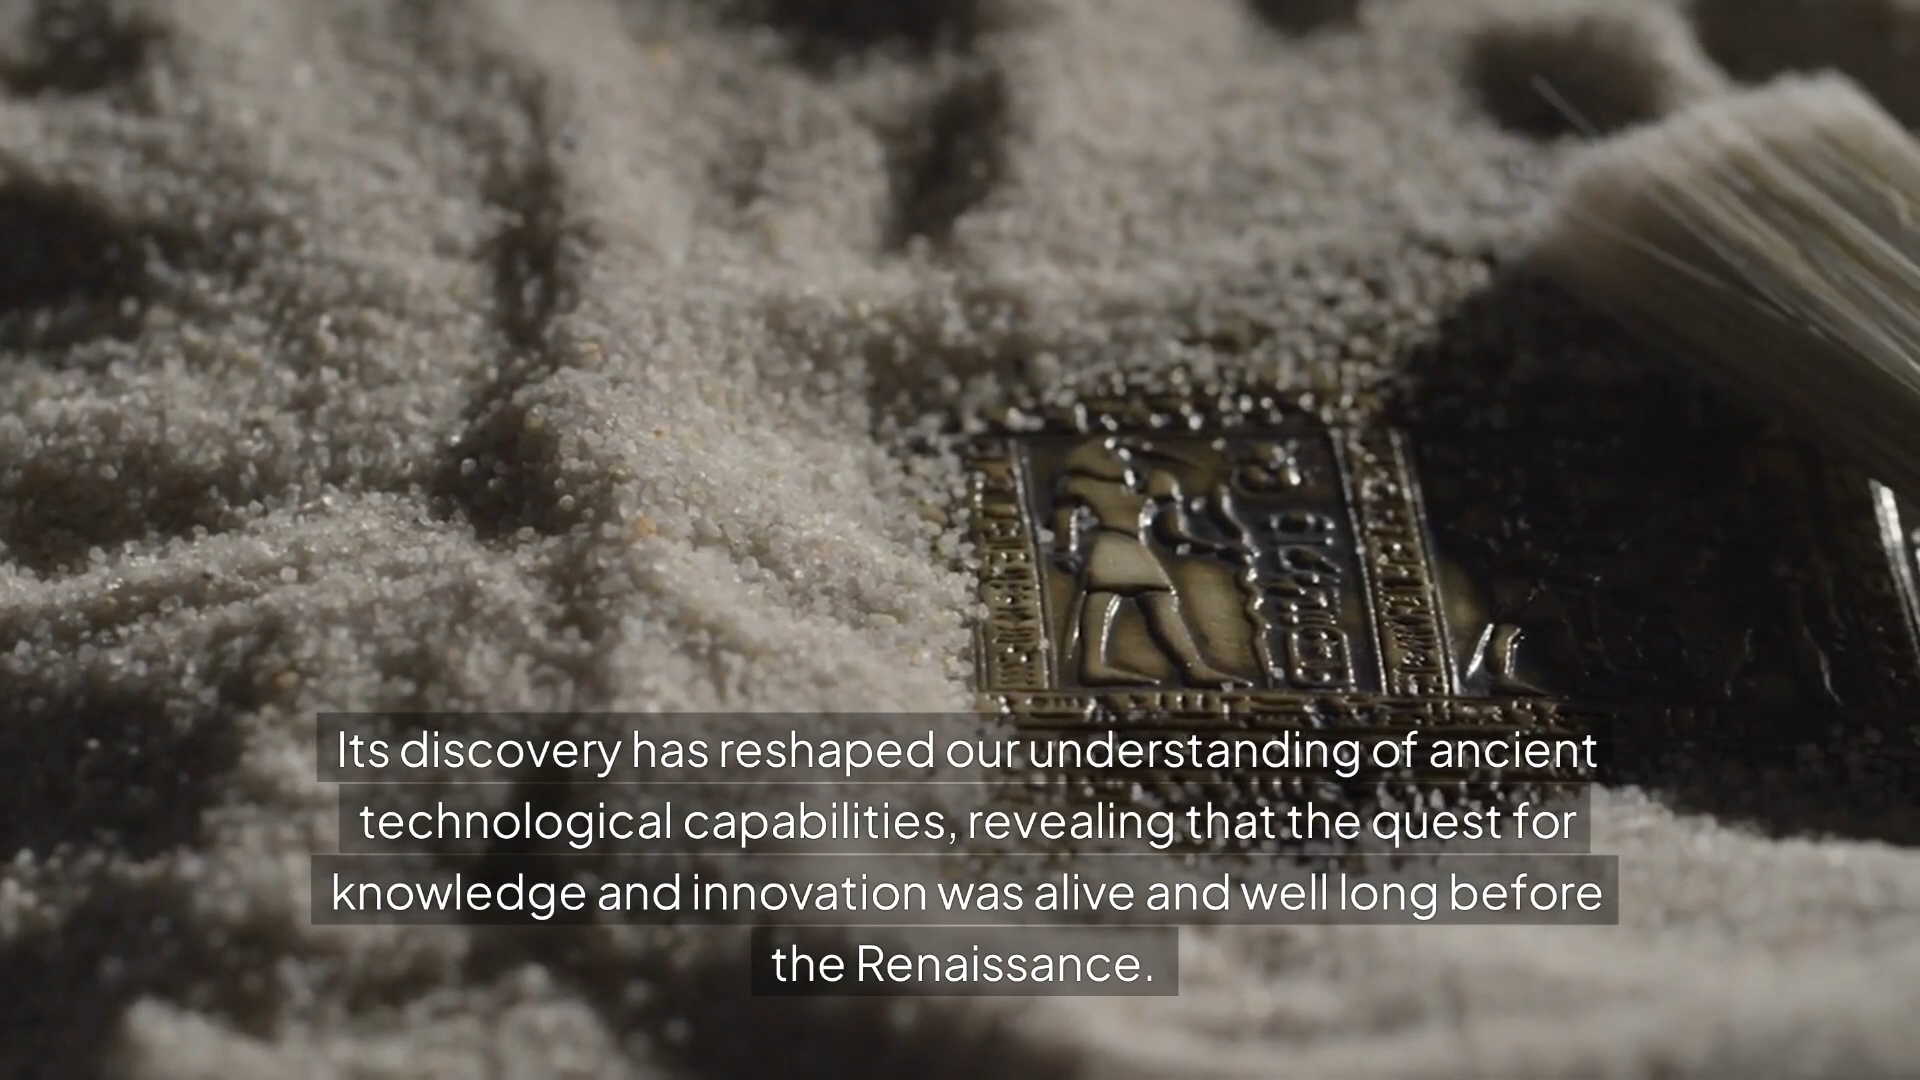 Its discovery has reshaped our understanding of ancient
technological capabilities, revealing that the quest for
knowledge and innovation was alive and well long before
the Renaissance.